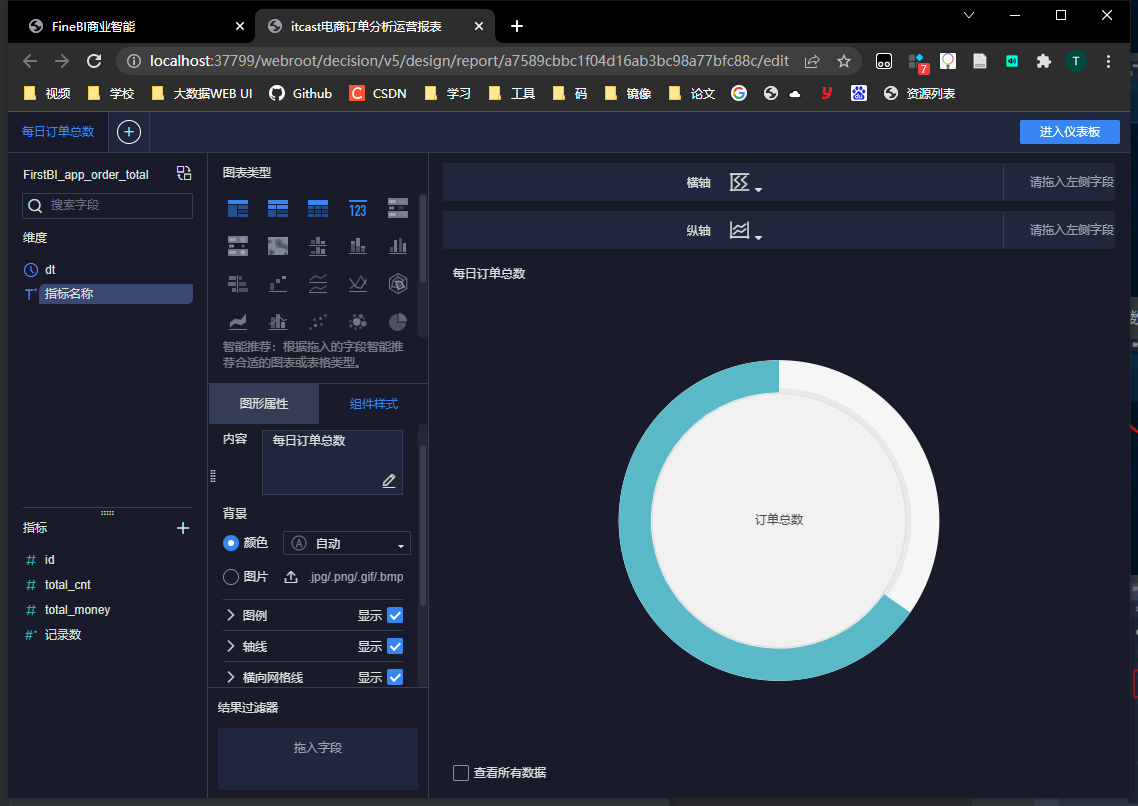 FineBI商业智能
itcast电商订单分析运营报表
localhost:37799/webroot/decision/v5/design/report/a7589cbbc1f04d16ab3bc98a77bfc88c/edit
7
T
视频
学校
大数据WEB UI
Github
C
CSDN
学习
工具
码
镜像
论文
资源列表
每日订单总数
进入仪表板
FirstBI_app_order_total
搜索字段
维度
dt
T
指标名称
指标
# id
# total_cnt
# total_money
#* 记录数
图表类型
123
智能推荐：根据拖入的字段智能推
荐合适的图表或表格类型。
图形属性
组件样式
内容
每日订单总数
背景
颜色
A
自动
图片
.jpg/.png/.gif/.bmp
图例
显示
轴线
显示
横向网格线
显示
结果过滤器
拖入字段
横轴
请拖入左侧字段
纵轴
请拖入左侧字段
每日订单总数
订单总数
查看所有数据